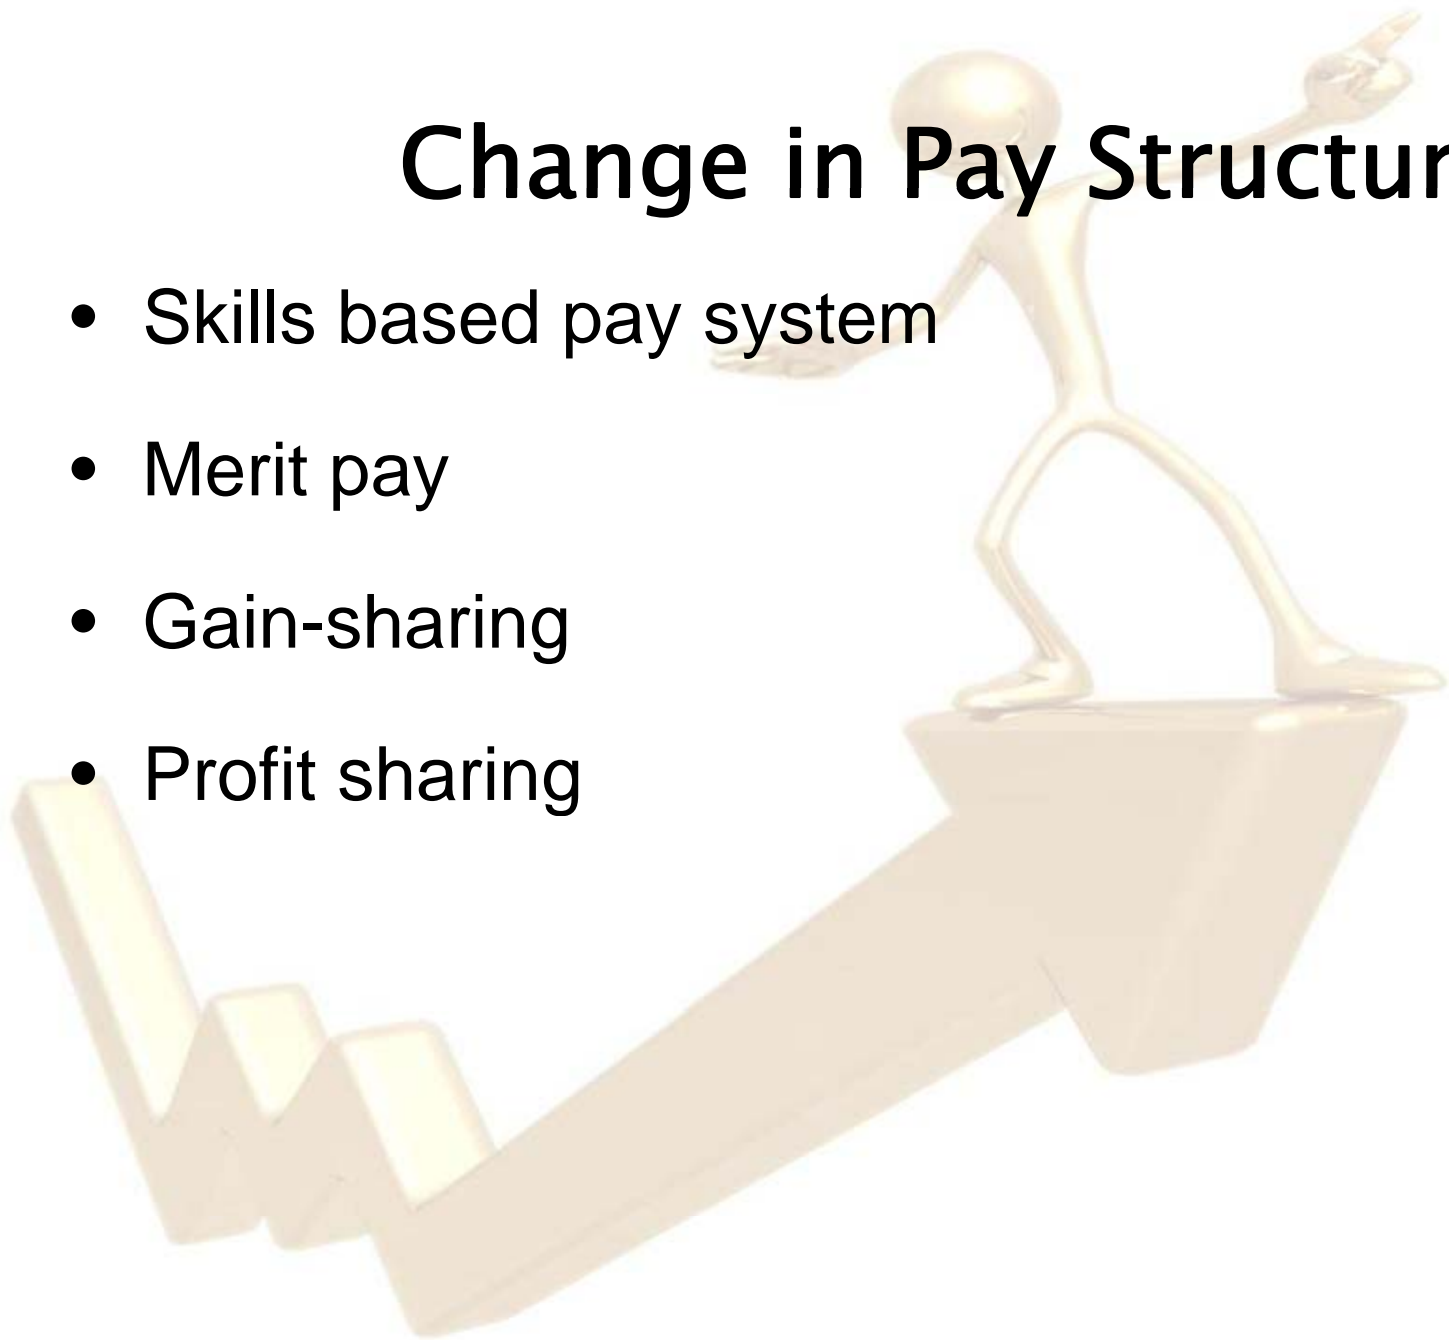 Change in Pay Structur
• Skills based pay system
• Merit pay
• Gain-sharing
• Profit sharing